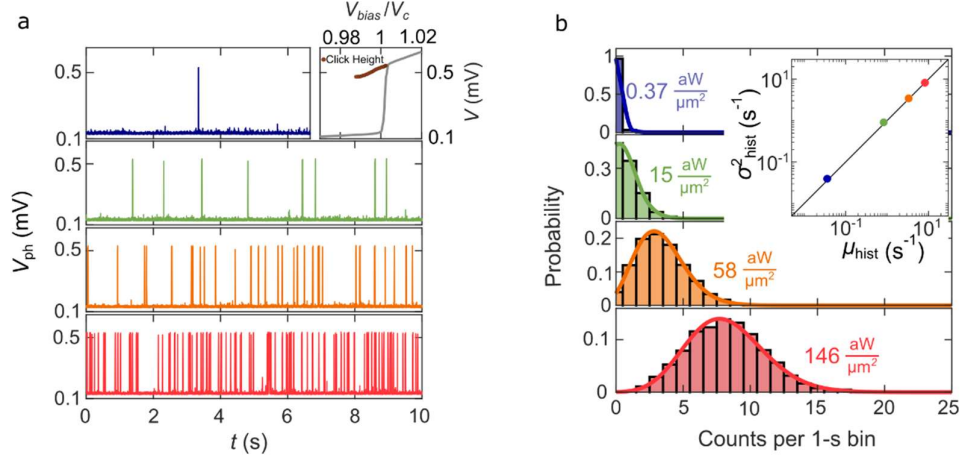 a
V_bias/V_c
0.98 1 1.02
Click Height
0.5
0.1
V (mV)
0.5
0.1
0 2 4 6
0.5
0.1
0.5
0.1
0.5
0.1
V_ph (mV)
0 2 4 6 8 10
t (s)
b
1
0.5
0
0.37 aW/µm²
0.3
0
15 aW/µm²
0.2
0.1
0
58 aW/µm²
0.1
0
146 aW/µm²
Probability
0 5 10 15 20 25
Counts per 1-s bin
10¹
10⁻¹
σ²_hist (s⁻¹)
10⁻¹ 10¹
µ_hist (s⁻¹)